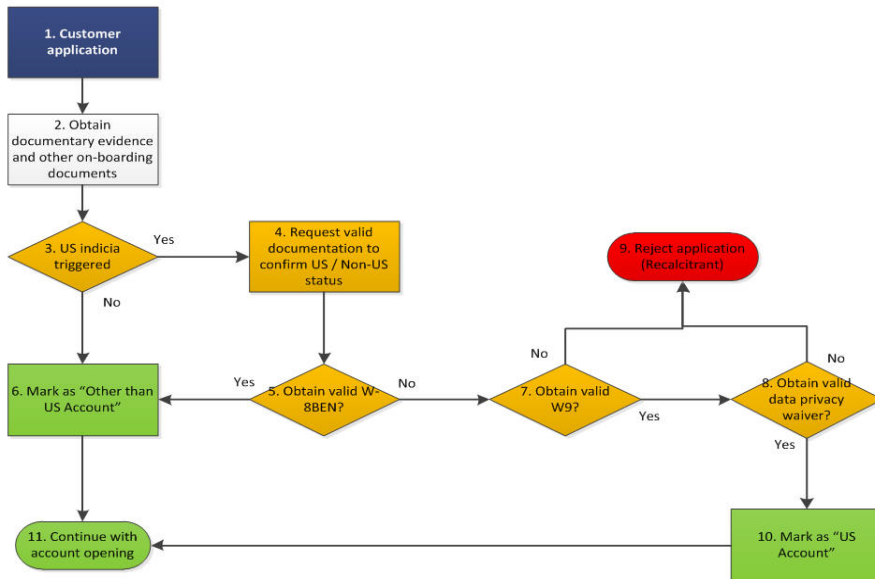 1. Customer
application
2. Obtain
documentary evidence
and other on-boarding
documents
3. US indicia
triggered
Yes
No
4. Request valid
documentation to
confirm US / Non-US
status
9. Reject application
(Recalcitrant)
6. Mark as “Other than
US Account”
Yes
5. Obtain valid W-
8BEN?
No
No
7. Obtain valid
W9?
Yes
No
8. Obtain valid
data privacy
waiver?
Yes
11. Continue with
account opening
10. Mark as “US
Account”